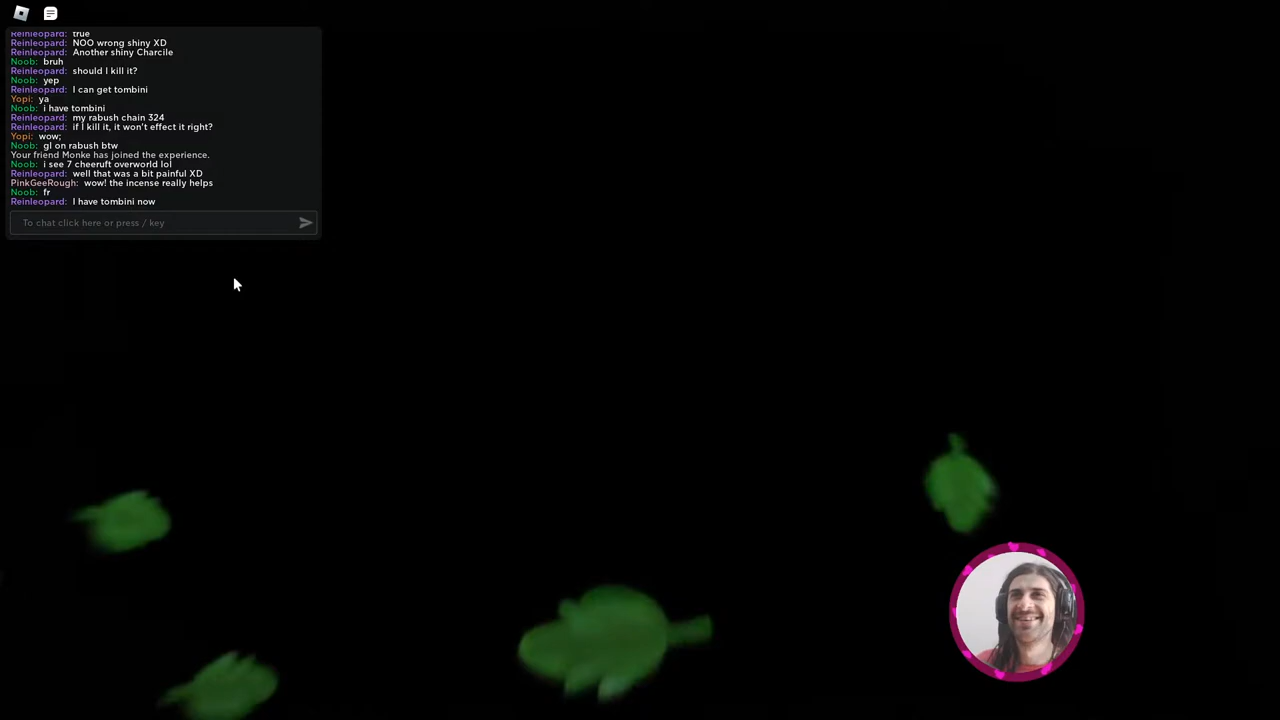 Reinleopard: true
Reinleopard: NOO wrong shiny XD
Reinleopard: Another shiny Charcile
Noob: bruh
Reinleopard: should I kill it?
Noob: yep
Reinleopard: I can get tombini
Yopi: ya
Noob: i have tombini
Reinleopard: my rabush chain 324
Reinleopard: if I kill it, it won't effect it right?
Yopi: wow;
Noob: gl on rabush btw
Your friend Monke has joined the experience.
Noob: i see 7 cheeruft overworld lol
Reinleopard: well that was a bit painful XD
PinkGeeRough: wow! the incense really helps
Noob: fr
Reinleopard: I have tombini now
To chat click here or press / key